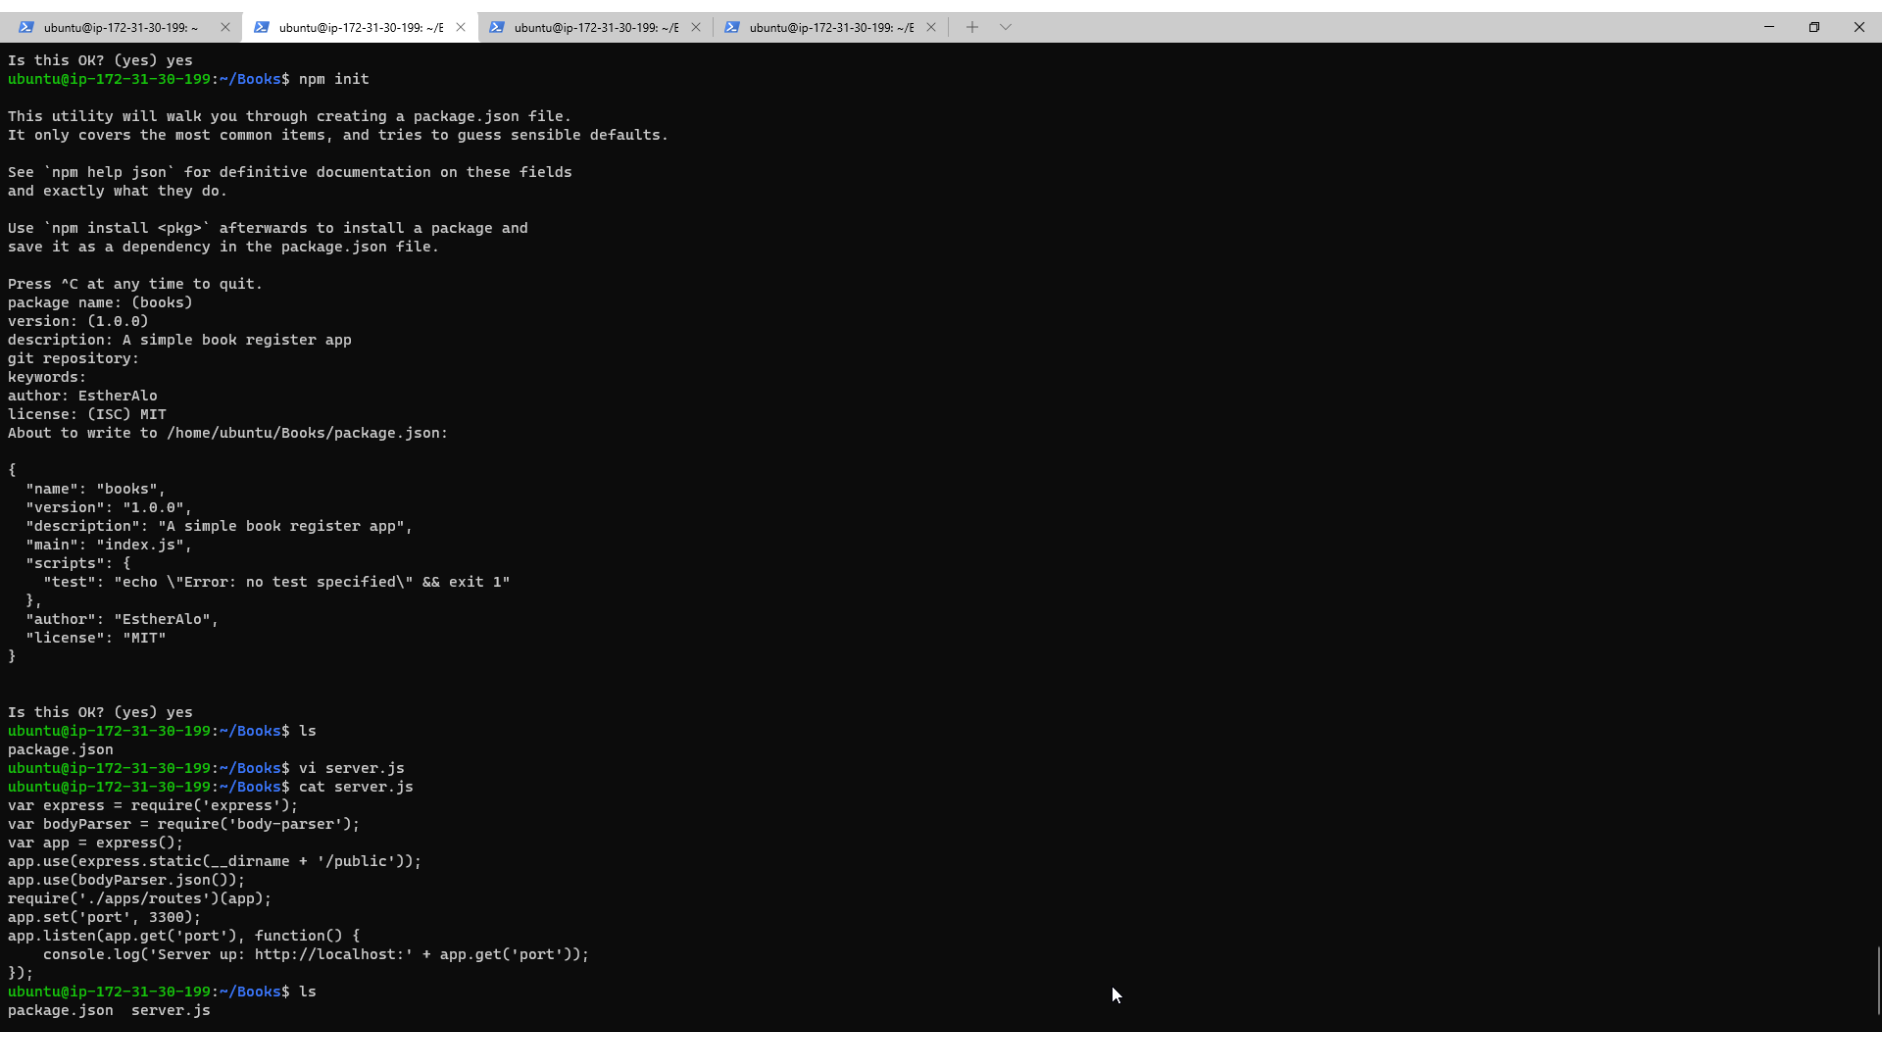 ubuntu@ip-172-31-30-199: ~
ubuntu@ip-172-31-30-199: ~/E
ubuntu@ip-172-31-30-199: ~/E
ubuntu@ip-172-31-30-199: ~/E
Is this OK? (yes) yes
ubuntu@ip-172-31-30-199:~/Books$ npm init
This utility will walk you through creating a package.json file.
It only covers the most common items, and tries to guess sensible defaults.
See `npm help json` for definitive documentation on these fields
and exactly what they do.
Use `npm install <pkg>` afterwards to install a package and
save it as a dependency in the package.json file.
Press ^C at any time to quit.
package name: (books)
version: (1.0.0)
description: A simple book register app
git repository:
keywords:
author: EstherAlo
license: (ISC) MIT
About to write to /home/ubuntu/Books/package.json:
{
  "name": "books",
  "version": "1.0.0",
  "description": "A simple book register app",
  "main": "index.js",
  "scripts": {
    "test": "echo \"Error: no test specified\" && exit 1"
  },
  "author": "EstherAlo",
  "license": "MIT"
}
Is this OK? (yes) yes
ubuntu@ip-172-31-30-199:~/Books$ ls
package.json
ubuntu@ip-172-31-30-199:~/Books$ vi server.js
ubuntu@ip-172-31-30-199:~/Books$ cat server.js
var express = require('express');
var bodyParser = require('body-parser');
var app = express();
app.use(express.static(__dirname + '/public'));
app.use(bodyParser.json());
require('./apps/routes')(app);
app.set('port', 3300);
app.listen(app.get('port'), function() {
    console.log('Server up: http://localhost:' + app.get('port'));
});
ubuntu@ip-172-31-30-199:~/Books$ ls
package.json  server.js